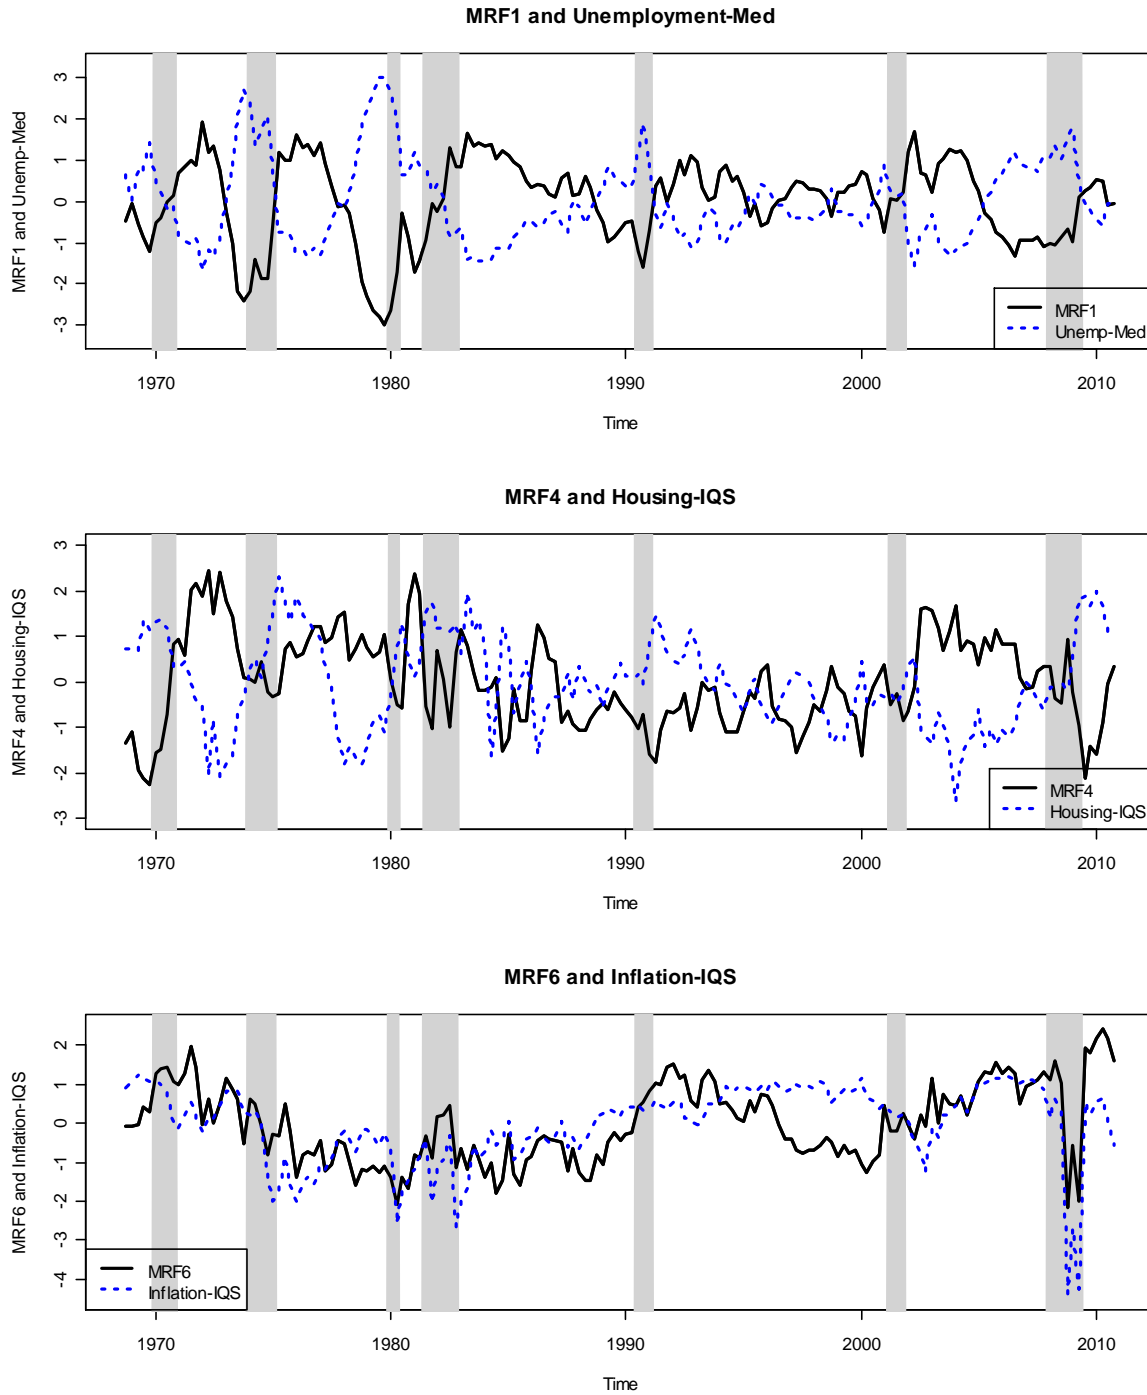 MRF1 and Unemployment-Med
MRF1 and Unemp-Med
3
2
1
0
-1
-2
-3
MRF1
Unemp-Med
1970 1980 1990 2000 2010
Time
MRF4 and Housing-IQS
MRF4 and Housing-IQS
3
2
1
0
-1
-2
-3
MRF4
Housing-IQS
1970 1980 1990 2000 2010
Time
MRF6 and Inflation-IQS
MRF6 and Inflation-IQS
2
1
0
-1
-2
-3
-4
MRF6
Inflation-IQS
1970 1980 1990 2000 2010
Time